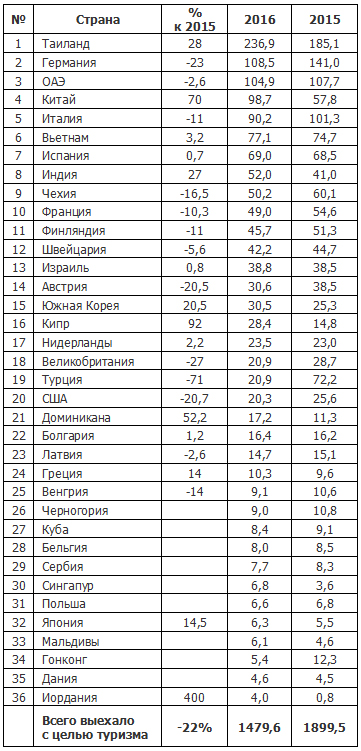 № Страна % к 2015 2016 2015
1 Таиланд 28 236,9 185,1
2 Германия -23 108,5 141,0
3 ОАЭ -2,6 104,9 107,7
4 Китай 70 98,7 57,8
5 Италия -11 90,2 101,3
6 Вьетнам 3,2 77,1 74,7
7 Испания 0,7 69,0 68,5
8 Индия 27 52,0 41,0
9 Чехия -16,5 50,2 60,1
10 Франция -10,3 49,0 54,6
11 Финляндия -11 45,7 51,3
12 Швейцария -5,6 42,2 44,7
13 Израиль 0,8 38,8 38,5
14 Австрия -20,5 30,6 38,5
15 Южная Корея 20,5 30,5 25,3
16 Кипр 92 28,4 14,8
17 Нидерланды 2,2 23,5 23,0
18 Великобритания -27 20,9 28,7
19 Турция -71 20,9 72,2
20 США -20,7 20,3 25,6
21 Доминикана 52,2 17,2 11,3
22 Болгария 1,2 16,4 16,2
23 Латвия -2,6 14,7 15,1
24 Греция 14 10,3 9,6
25 Венгрия -14 9,1 10,6
26 Черногория 9,0 10,8
27 Куба 8,4 9,1
28 Бельгия 8,0 8,5
29 Сербия 7,7 8,3
30 Сингапур 6,8 3,6
31 Польша 6,6 6,8
32 Япония 14,5 6,3 5,5
33 Мальдивы 6,1 4,6
34 Гонконг 5,4 12,3
35 Дания 4,6 4,5
36 Иордания 400 4,0 0,8
Всего выехало
с целью туризма -22% 1479,6 1899,5